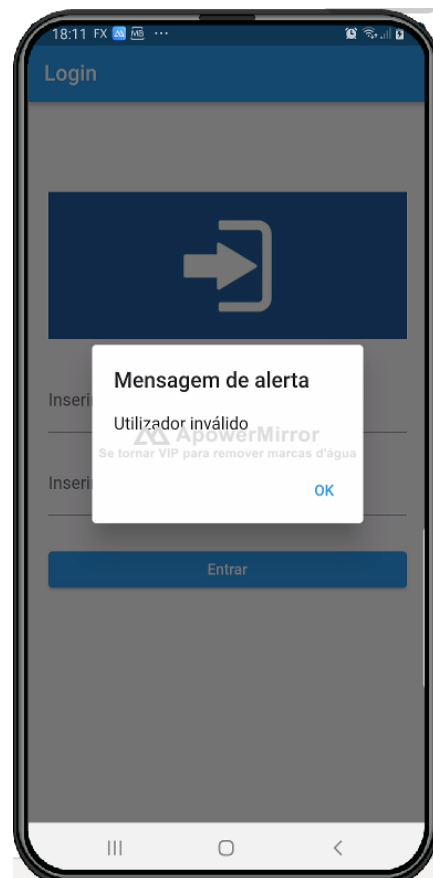 18:11 FX MB ...
Login
Mensagem de alerta
Inseri
Utilizador inválido
ApowerMirror
Se tornar VIP para remover marcas d'água
Inseri
OK
Entrar